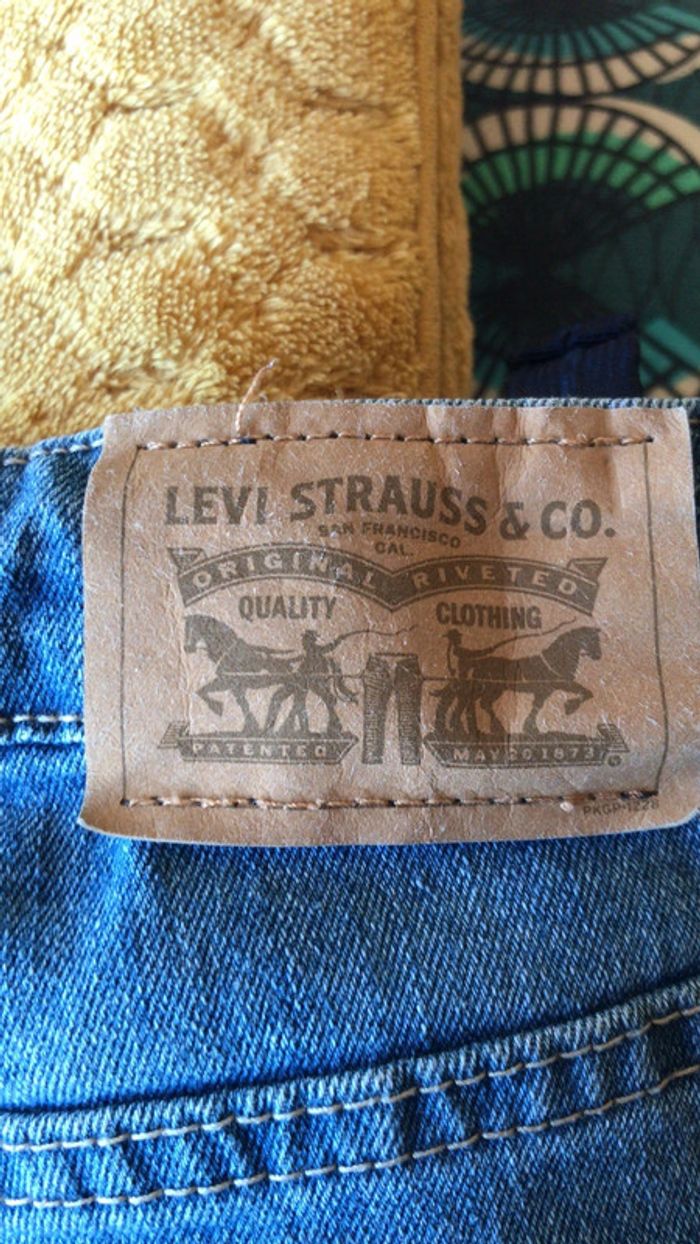 LEVI STRAUSS & CO.
SAN FRANCISCO
CAL.
ORIGINAL RIVETED
QUALITY CLOTHING
PATENTED MAY 20 1873